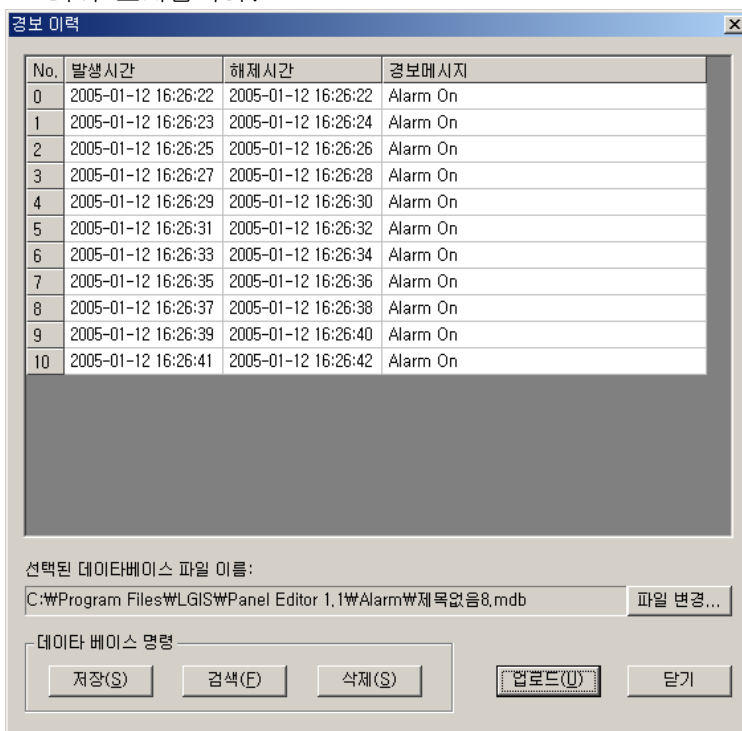 경보 이력
No. 발생시간 해제시간 경보메시지
0 2005-01-12 16:26:22 2005-01-12 16:26:22 Alarm On
1 2005-01-12 16:26:23 2005-01-12 16:26:24 Alarm On
2 2005-01-12 16:26:25 2005-01-12 16:26:26 Alarm On
3 2005-01-12 16:26:27 2005-01-12 16:26:28 Alarm On
4 2005-01-12 16:26:29 2005-01-12 16:26:30 Alarm On
5 2005-01-12 16:26:31 2005-01-12 16:26:32 Alarm On
6 2005-01-12 16:26:33 2005-01-12 16:26:34 Alarm On
7 2005-01-12 16:26:35 2005-01-12 16:26:36 Alarm On
8 2005-01-12 16:26:37 2005-01-12 16:26:38 Alarm On
9 2005-01-12 16:26:39 2005-01-12 16:26:40 Alarm On
10 2005-01-12 16:26:41 2005-01-12 16:26:42 Alarm On
선택된 데이타베이스 파일 이름:
C:₩Program Files₩LGIS₩Panel Editor 1.1₩Alarm₩제목없음8.mdb 파일 변경...
데이타 베이스 명령
저장(S) 검색(F) 삭제(S) 업로드(U) 닫기